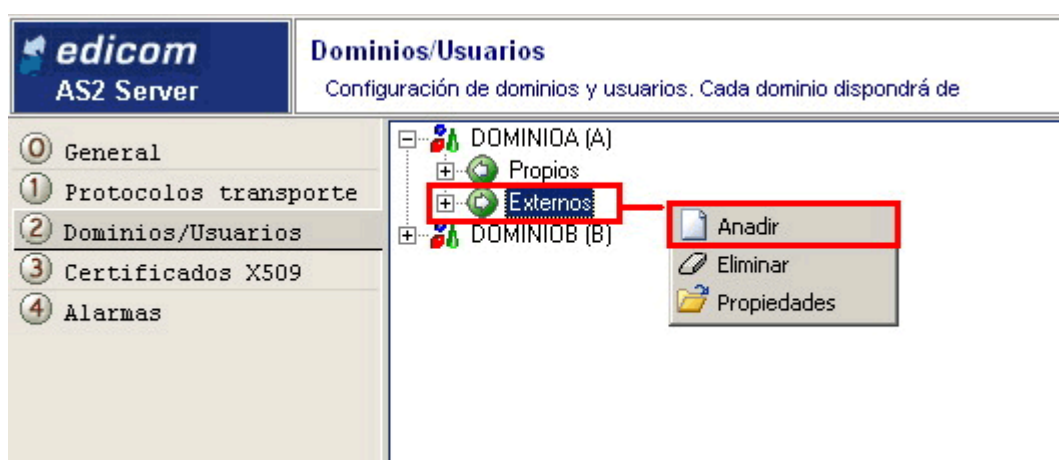 edicom
AS2 Server
Dominios/Usuarios
Configuración de dominios y usuarios. Cada dominio dispondrá de
0 General
1 Protocolos transporte
2 Dominios/Usuarios
3 Certificados X509
4 Alarmas
DOMINIOA (A)
Propios
Externos
DOMINIOB (B)
Anadir
Eliminar
Propiedades